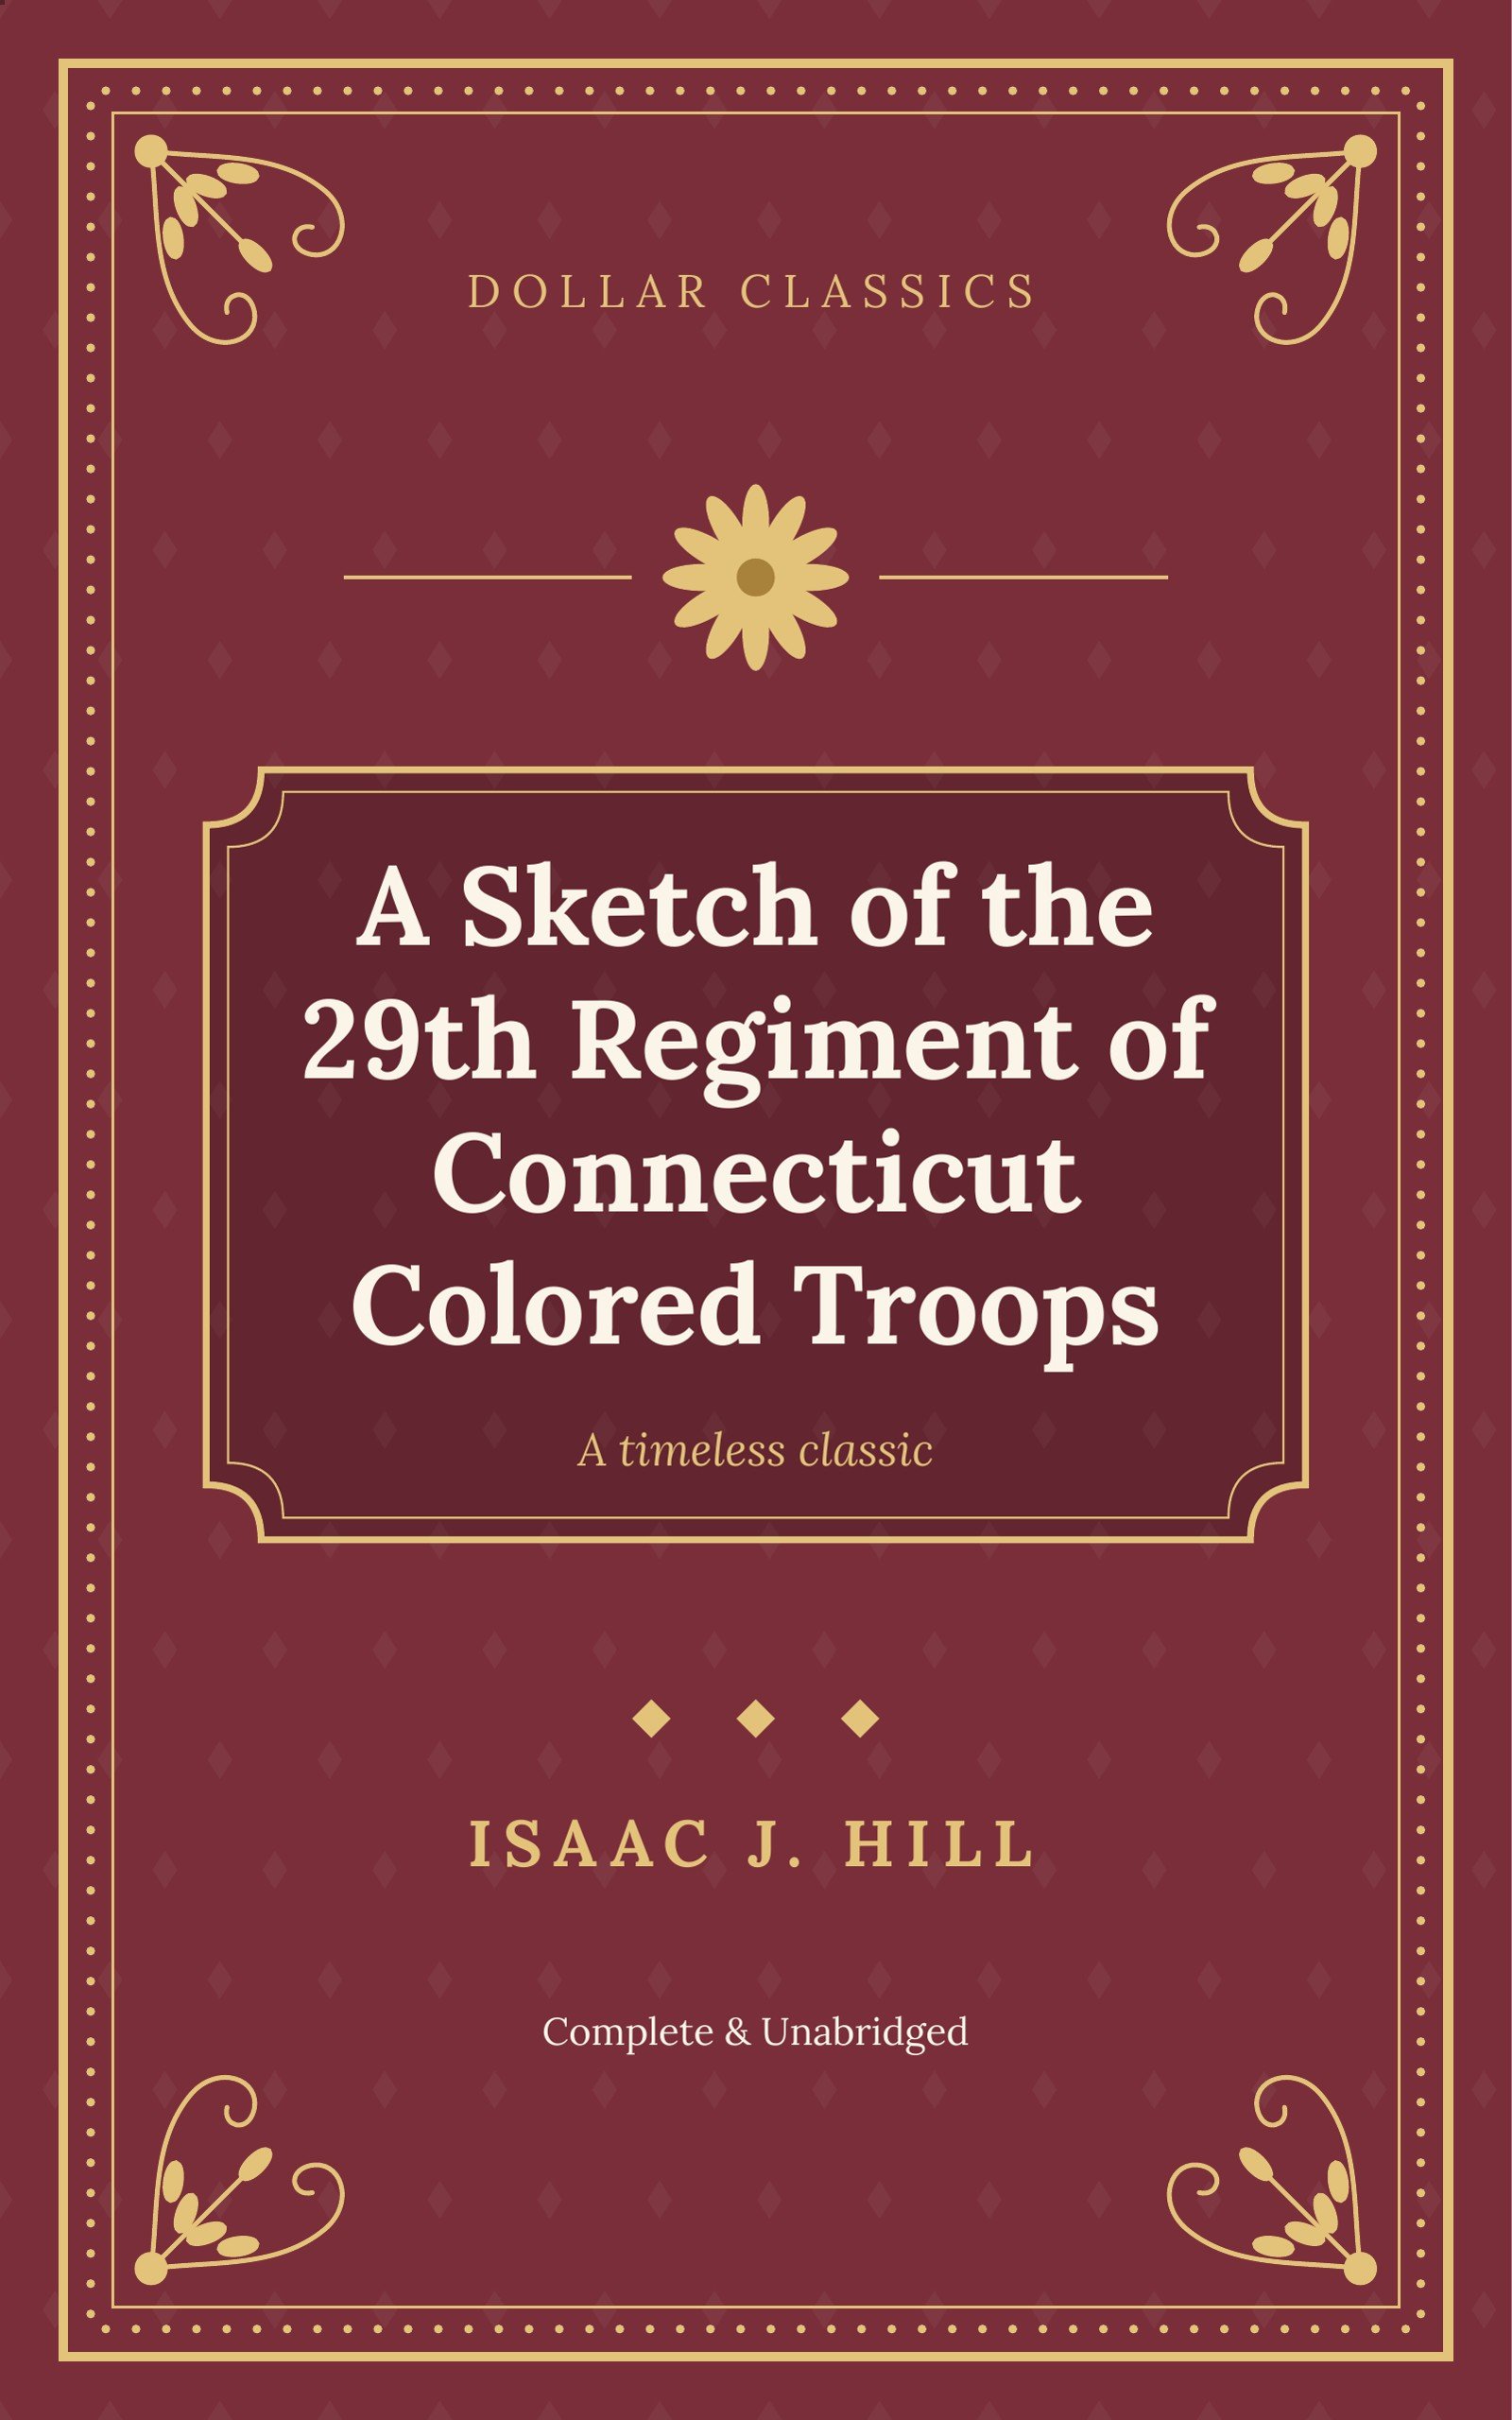 DOLLAR CLASSICS
A Sketch of the
29th Regiment of
Connecticut
Colored Troops
A timeless classic
ISAAC J. HILL
Complete & Unabridged